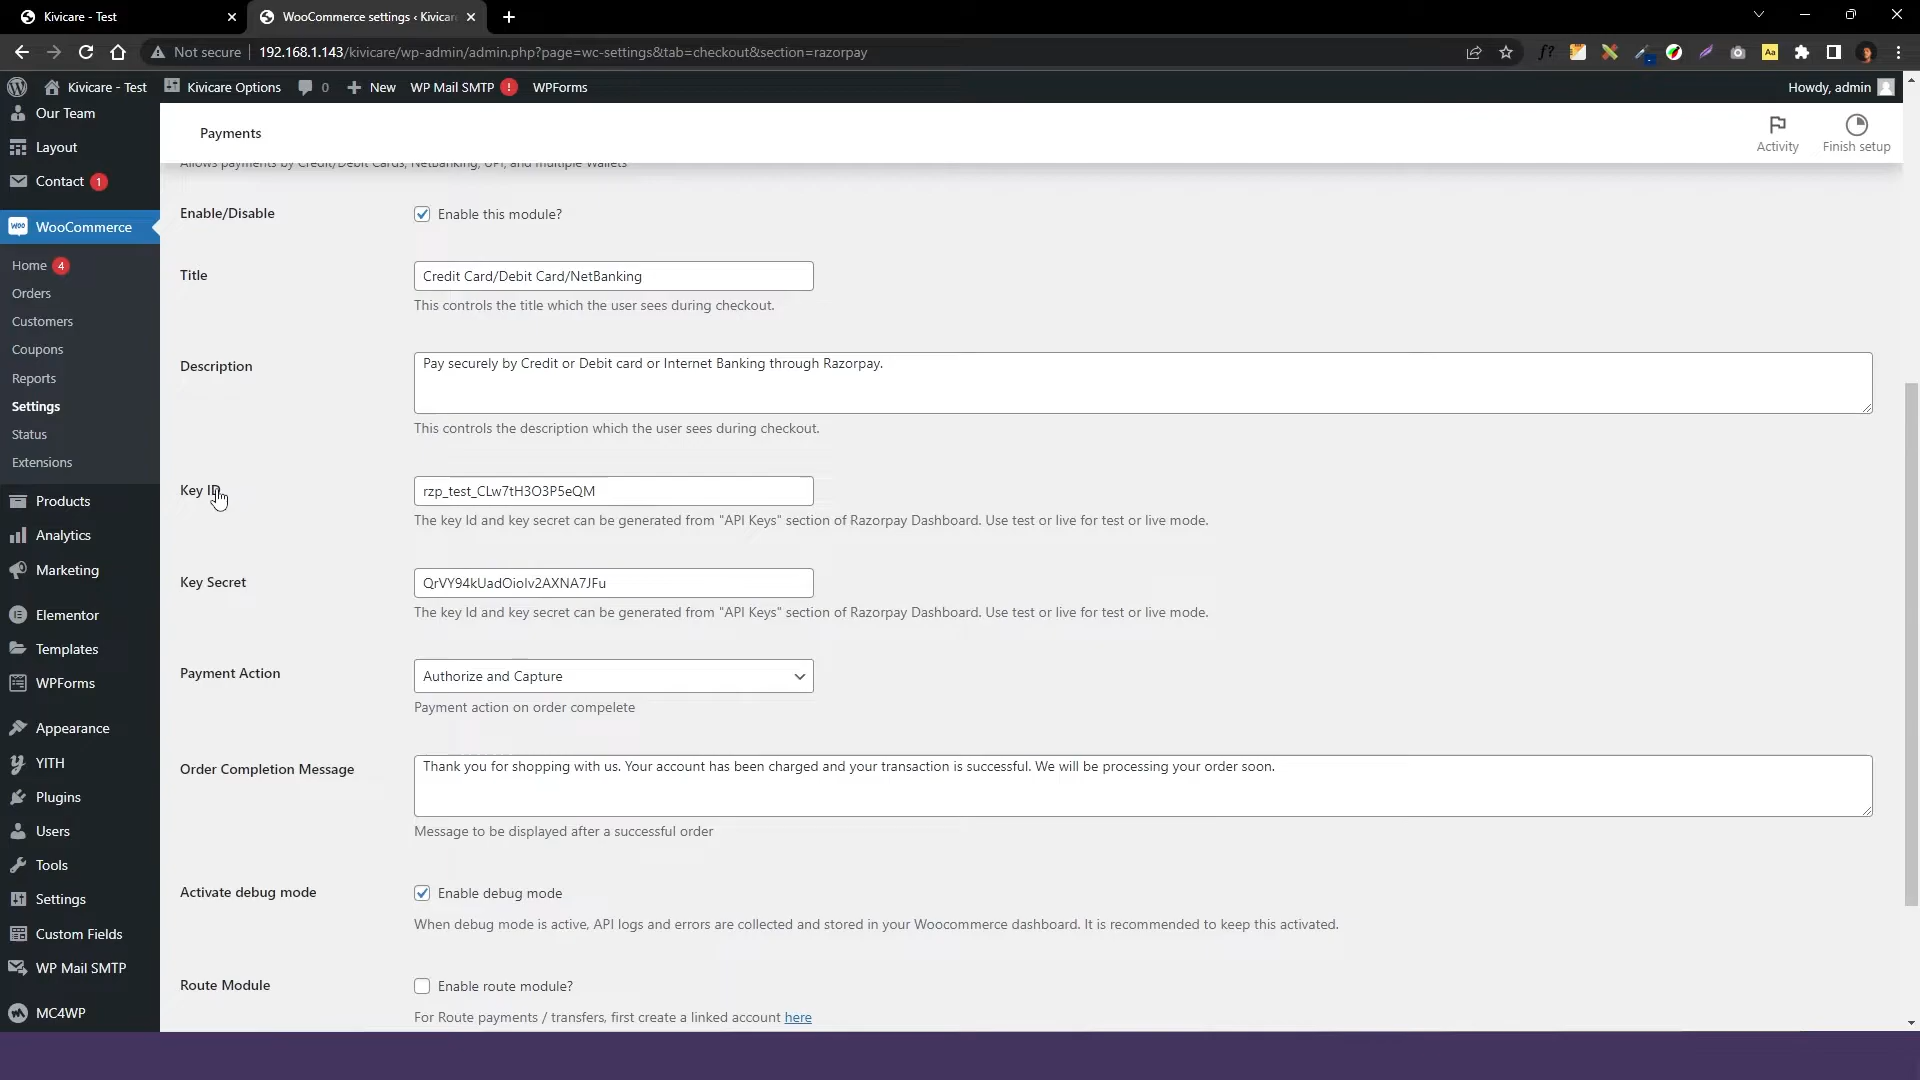 Kivicare - Test
WooCommerce settings ‹ Kivicar
Not secure
192.168.1.143/kivicare/wp-admin/admin.php?page=wc-settings&tab=checkout&section=razorpay
Aa
Kivicare - Test
Kivicare Options
0
New
WP Mail SMTP
!
WPForms
Howdy, admin
Our Team
Layout
Contact 1
WooCommerce
Home 4
Orders
Customers
Coupons
Reports
Settings
Status
Extensions
Products
Analytics
Marketing
Elementor
Templates
WPForms
Appearance
YITH
Plugins
Users
Tools
Settings
Custom Fields
WP Mail SMTP
MC4WP
Payments
Activity
Finish setup
Allows payments by Credit/Debit Cards, NetBanking, UPI, and multiple Wallets
Enable/Disable
Enable this module?
Title
Credit Card/Debit Card/NetBanking
This controls the title which the user sees during checkout.
Description
Pay securely by Credit or Debit card or Internet Banking through Razorpay.
This controls the description which the user sees during checkout.
Key ID
rzp_test_CLw7tH3O3P5eQM
The key Id and key secret can be generated from "API Keys" section of Razorpay Dashboard. Use test or live for test or live mode.
Key Secret
QrVY94kUadOiolv2AXNA7JFu
The key Id and key secret can be generated from "API Keys" section of Razorpay Dashboard. Use test or live for test or live mode.
Payment Action
Authorize and Capture
Payment action on order compelete
Order Completion Message
Thank you for shopping with us. Your account has been charged and your transaction is successful. We will be processing your order soon.
Message to be displayed after a successful order
Activate debug mode
Enable debug mode
When debug mode is active, API logs and errors are collected and stored in your Woocommerce dashboard. It is recommended to keep this activated.
Route Module
Enable route module?
For Route payments / transfers, first create a linked account here